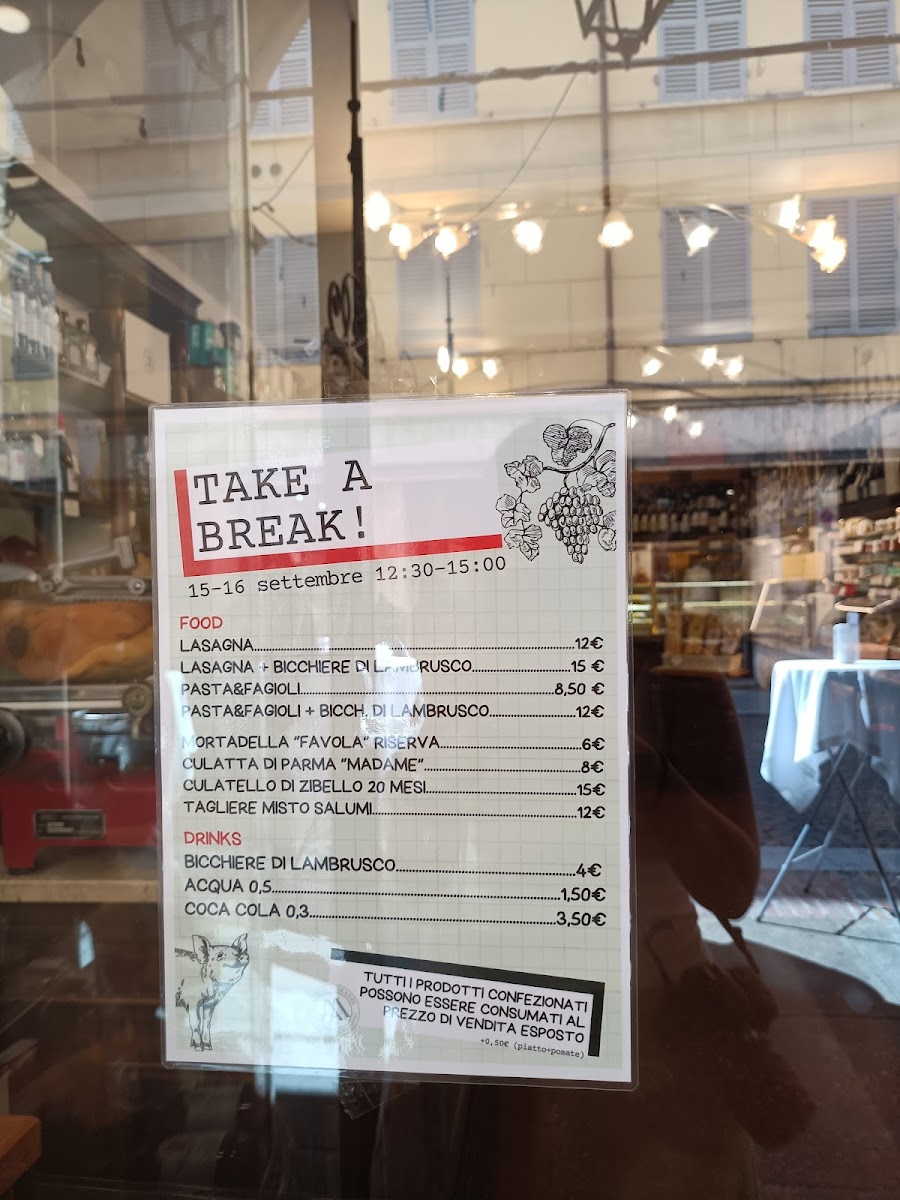 TAKE A
BREAK!
15-16 settembre 12:30-15:00
FOOD
LASAGNA..........12€
LASAGNA + BICCHIERE DI LAMBRUSCO..........15 €
PASTA&FAGIOLI..........8,50 €
PASTA&FAGIOLI + BICCH. DI LAMBRUSCO..........12€
MORTADELLA "FAVOLA" RISERVA..........6€
CULATTA DI PARMA "MADAME"..........8€
CULATELLO DI ZIBELLO 20 MESI..........15€
TAGLIERE MISTO SALUMI..........12€
DRINKS
BICCHIERE DI LAMBRUSCO..........4€
ACQUA 0,5..........1,50€
COCA COLA 0,3..........3,50€
TUTTI I PRODOTTI CONFEZIONATI
POSSONO ESSERE CONSUMATI AL
PREZZO DI VENDITA ESPOSTO
+0,50€ (piatto+posate)